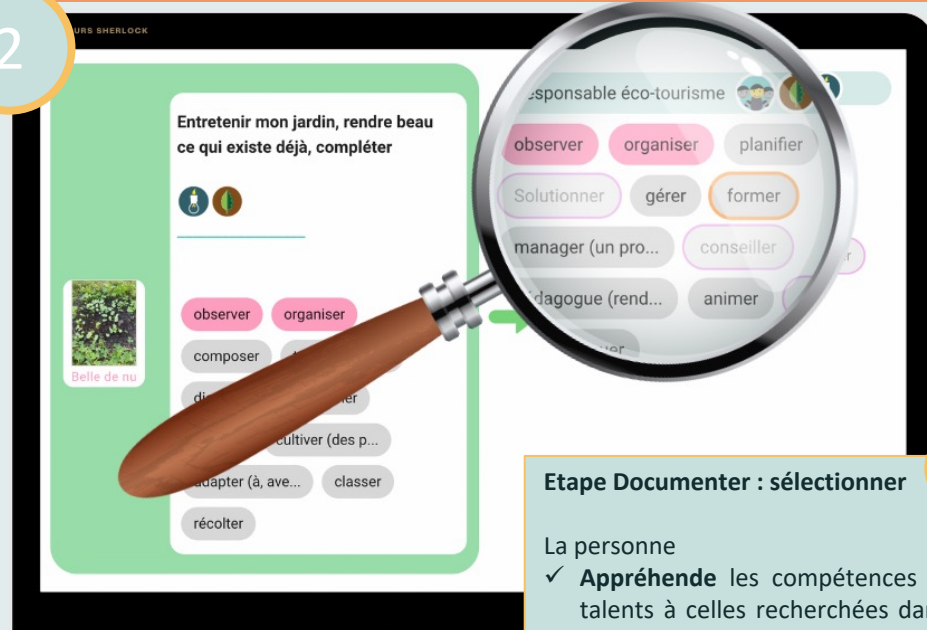 2
URS SHERLOCK
Entretenir mon jardin, rendre beau
ce qui existe déjà, compléter
observer organiser
composer
cultiver (des p...
adapter (à, ave... classer
récolter
Belle de nu
esponsable éco-tourisme
observer organiser planifier
Solutionner gérer former
manager (un pro... conseiller
dagogue (rend... animer
Etape Documenter : sélectionner
La personne
✓ Appréhende les compétences
talents à celles recherchées da